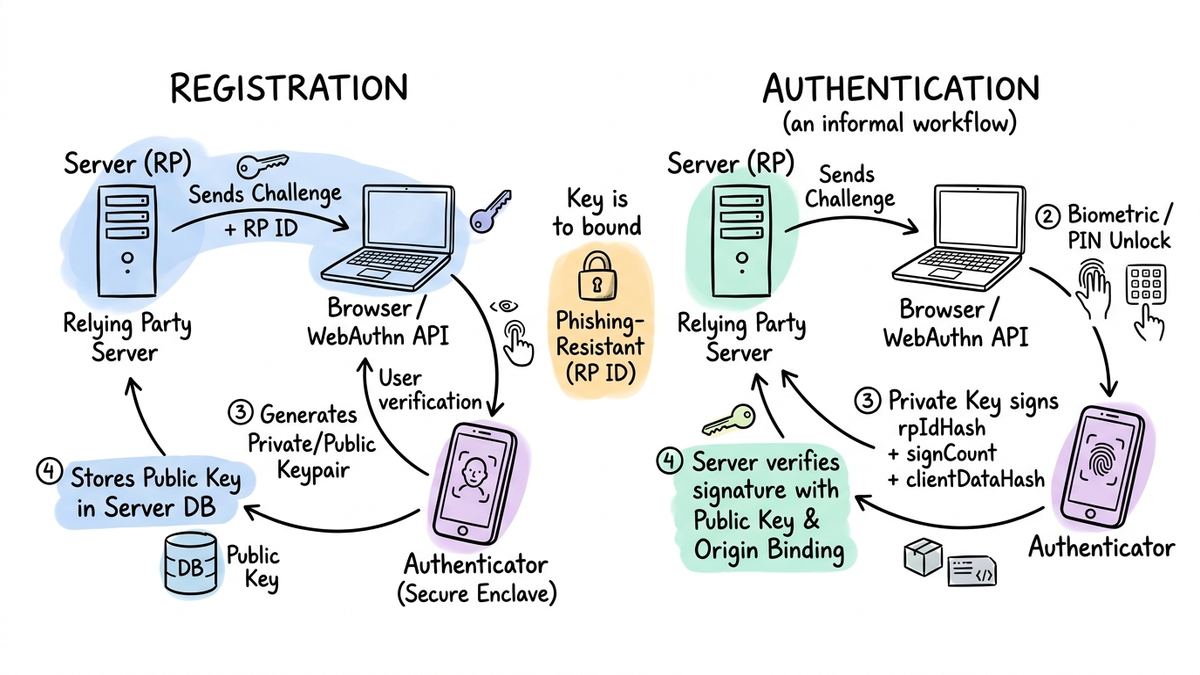 REGISTRATION
Server (RP)
Sends Challenge
+ RP ID
Relying Party
Server
Browser/
WebAuthn API
User
verification
③ Generates
Private/Public
Keypair
④ Stores Public Key
in Server DB
DB
Public
Key
Authenticator
(Secure Enclave)
Key is
to bound
Phishing-
Resistant
(RP ID)
AUTHENTICATION
(an informal workflow)
Server (RP)
Sends
Challenge
Relying Party
Server
Browser/
WebAuthn API
② Biometric/
PIN Unlock
③ Private Key signs
rpIdHash
+ signCount
+ clientDataHash
④ Server verifies
signature with
Public Key &
Origin Binding
</>
Authenticator